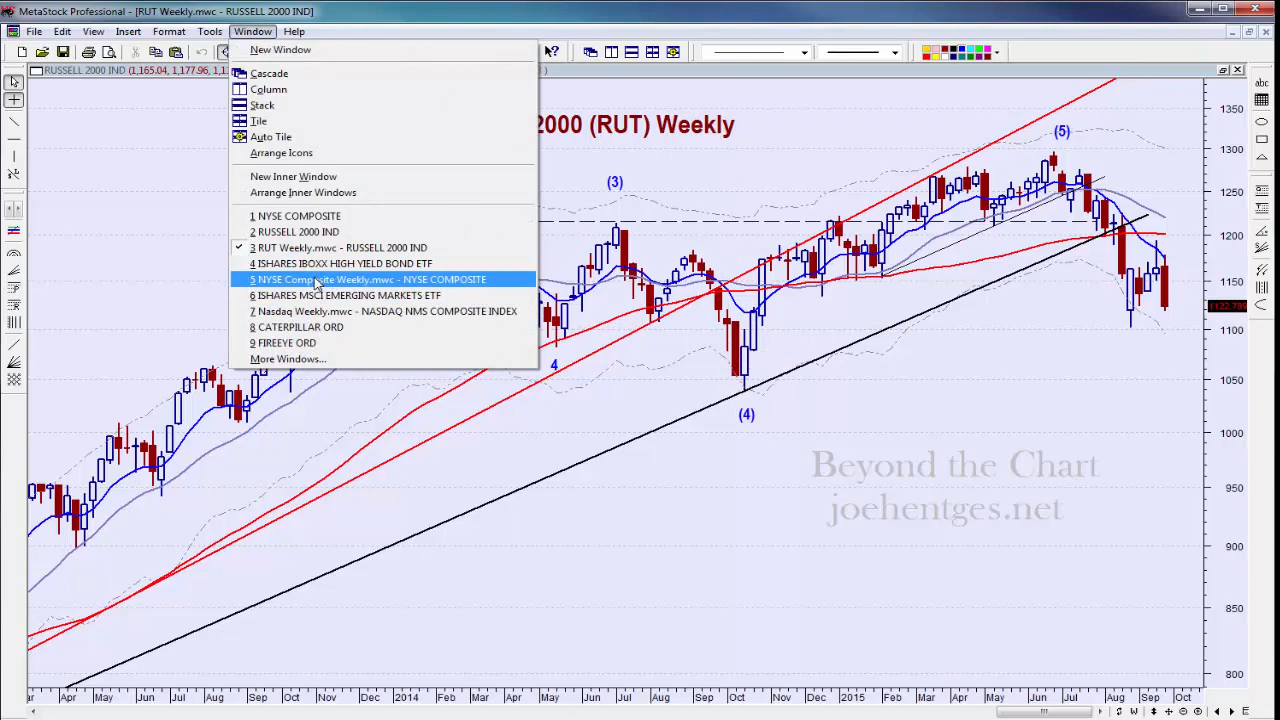 MetaStock Professional - [RUT Weekly.mwc - RUSSELL 2000 IND]
File Edit View Insert Format Tools Window Help
RUSSELL 2000 IND (1,165.04, 1,177.96,
New Window
Cascade
Column
Stack
Tile
Auto Tile
Arrange Icons
New Inner Window
Arrange Inner Windows
1 NYSE COMPOSITE
2 RUSSELL 2000 IND
3 RUT Weekly.mwc - RUSSELL 2000 IND
4 ISHARES IBOXX HIGH YIELD BOND ETF
5 NYSE Composite Weekly.mwc - NYSE COMPOSITE
6 ISHARES MSCI EMERGING MARKETS ETF
7 Nasdaq Weekly.mwc - NASDAQ NMS COMPOSITE INDEX
8 CATERPILLAR ORD
9 FIREEYE ORD
More Windows...
2000 (RUT) Weekly
(3)
(5)
4
(4)
abc
1350
1300
1250
1200
1150
1122.789
1100
1050
1000
950
900
850
800
Beyond the Chart
joehentges.net
ar Apr May Jun Jul Aug Sep Oct Nov Dec 2014 Feb Mar Apr May Jun Jul Aug Sep Oct Nov Dec 2015 Feb Mar Apr May Jun Jul Aug Sep Oct